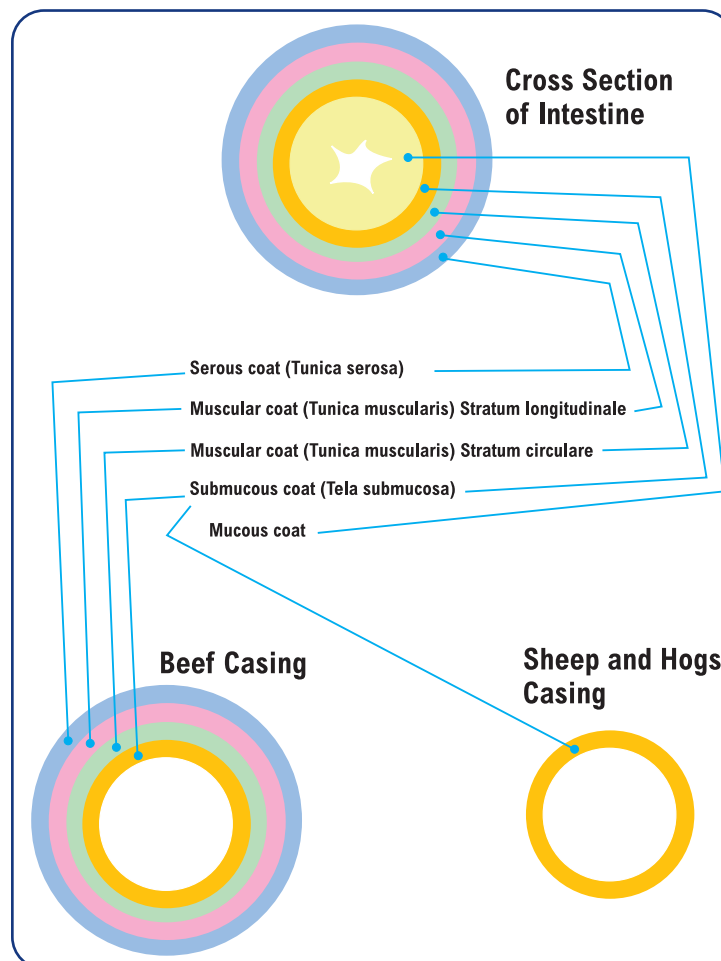 Cross Section
of Intestine
Serous coat (Tunica serosa)
Muscular coat (Tunica muscularis) Stratum longitudinale
Muscular coat (Tunica muscularis) Stratum circulare
Submucous coat (Tela submucosa)
Mucous coat
Beef Casing
Sheep and Hogs
Casing